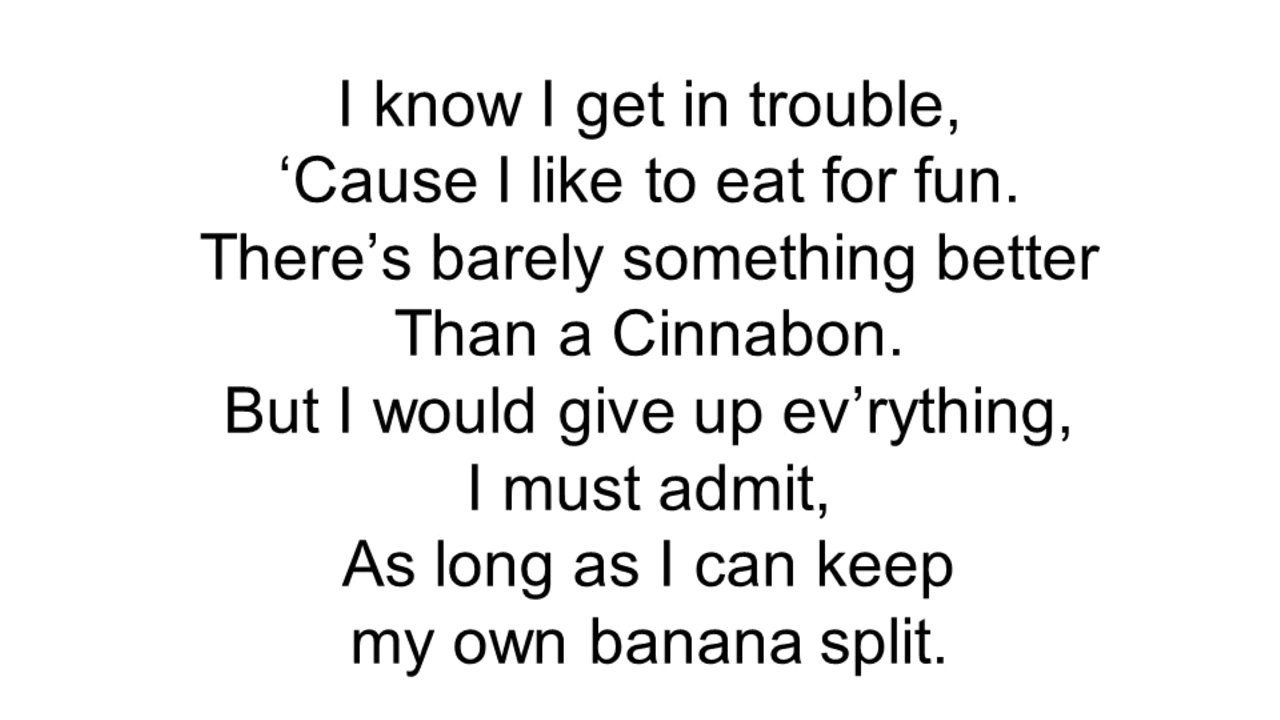 I know I get in trouble,
‘Cause I like to eat for fun.
There’s barely something better
Than a Cinnabon.
But I would give up ev’rything,
I must admit,
As long as I can keep
my own banana split.